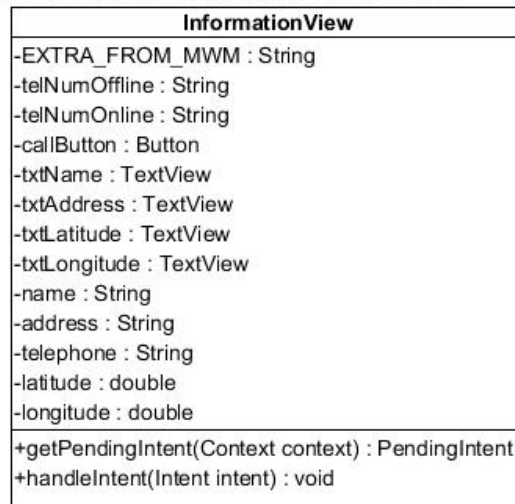 InformationView
-EXTRA_FROM_MWM : String
-telNumOffline : String
-telNumOnline : String
-callButton : Button
-txtName : TextView
-txtAddress : TextView
-txtLatitude : TextView
-txtLongitude : TextView
-name : String
-address : String
-telephone : String
-latitude : double
-longitude : double
+getPendingIntent(Context context) : PendingIntent
+handleIntent(Intent intent) : void